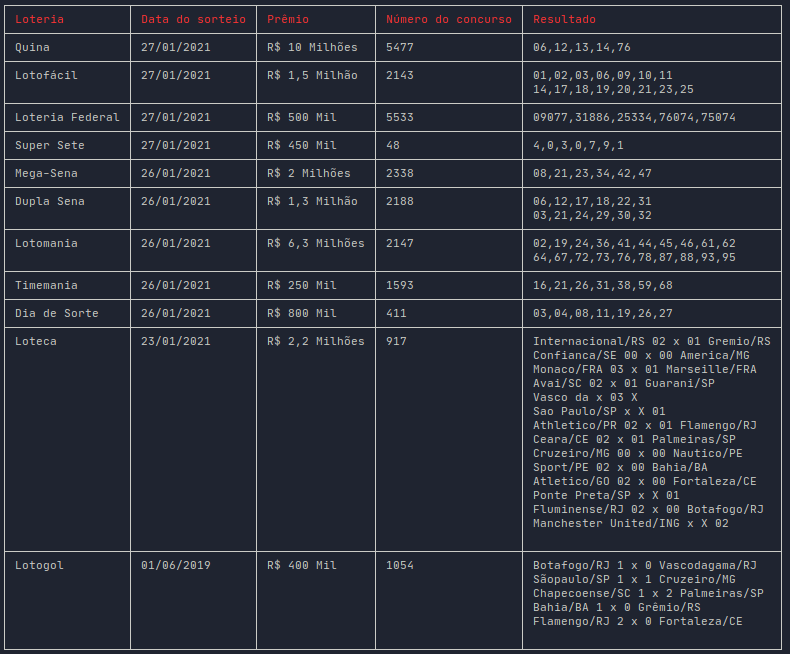 Loteria Data do sorteio Prêmio Número do concurso Resultado
Quina 27/01/2021 R$ 10 Milhões 5477 06,12,13,14,76
Lotofácil 27/01/2021 R$ 1,5 Milhão 2143 01,02,03,06,09,10,11
14,17,18,19,20,21,23,25
Loteria Federal 27/01/2021 R$ 500 Mil 5533 09077,31886,25334,76074,75074
Super Sete 27/01/2021 R$ 450 Mil 48 4,0,3,0,7,9,1
Mega-Sena 26/01/2021 R$ 2 Milhões 2338 08,21,23,34,42,47
Dupla Sena 26/01/2021 R$ 1,3 Milhão 2188 06,12,17,18,22,31
03,21,24,29,30,32
Lotomania 26/01/2021 R$ 6,3 Milhões 2147 02,19,24,36,41,44,45,46,61,62
64,67,72,73,76,78,87,88,93,95
Timemania 26/01/2021 R$ 250 Mil 1593 16,21,26,31,38,59,68
Dia de Sorte 26/01/2021 R$ 800 Mil 411 03,04,08,11,19,26,27
Loteca 23/01/2021 R$ 2,2 Milhões 917 Internacional/RS 02 x 01 Gremio/RS
Confianca/SE 00 x 00 America/MG
Monaco/FRA 03 x 01 Marseille/FRA
Avai/SC 02 x 01 Guarani/SP
Vasco da x 03 X
Sao Paulo/SP x X 01
Athletico/PR 02 x 01 Flamengo/RJ
Ceara/CE 02 x 01 Palmeiras/SP
Cruzeiro/MG 00 x 00 Nautico/PE
Sport/PE 02 x 00 Bahia/BA
Atletico/GO 02 x 00 Fortaleza/CE
Ponte Preta/SP x X 01
Fluminense/RJ 02 x 00 Botafogo/RJ
Manchester United/ING x X 02
Lotogol 01/06/2019 R$ 400 Mil 1054 Botafogo/RJ 1 x 0 Vascodagama/RJ
Sãopaulo/SP 1 x 1 Cruzeiro/MG
Chapecoense/SC 1 x 2 Palmeiras/SP
Bahia/BA 1 x 0 Grêmio/RS
Flamengo/RJ 2 x 0 Fortaleza/CE